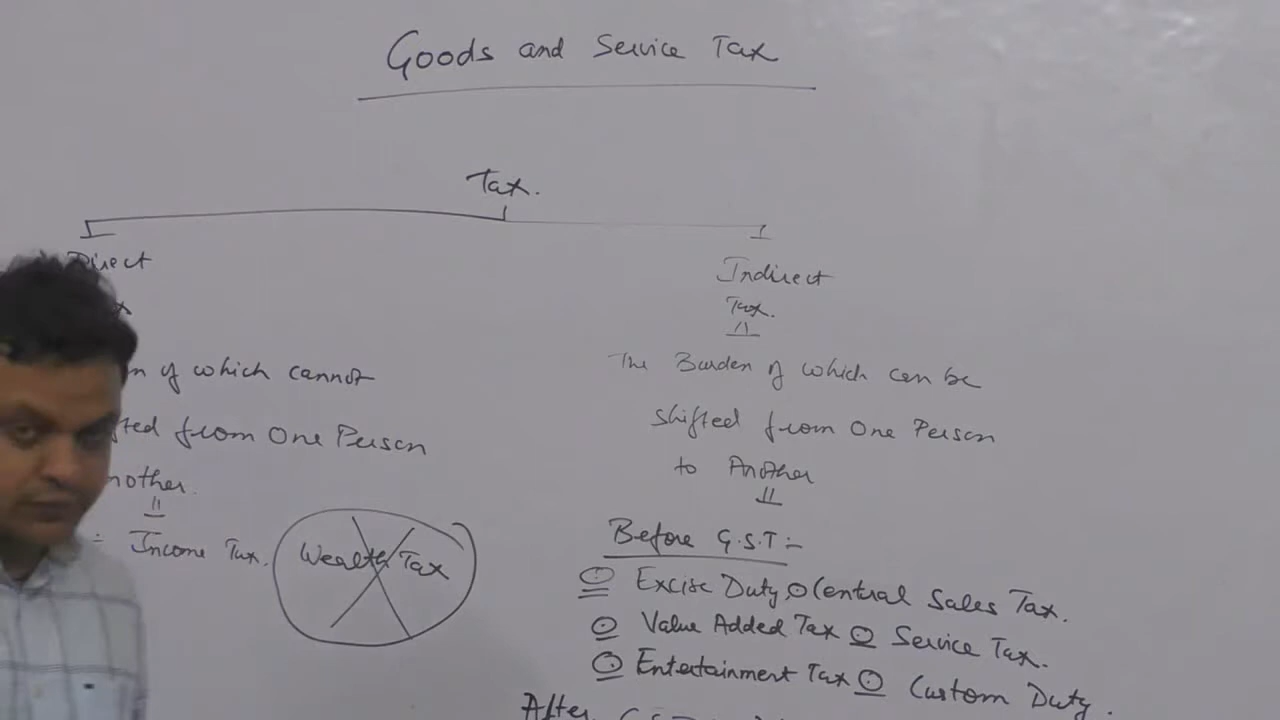 Goods and Service Tax
Tax.
Direct
of which cannot
from One Person
Income Tax. Wealth Tax
Indirect
Tax.
The Burden of which can be
shifted from One Person
to Another
Before G.S.T:-
Excise Duty Central Sales Tax.
Value Added Tax Service Tax.
Entertainment Tax Custom Duty.
After